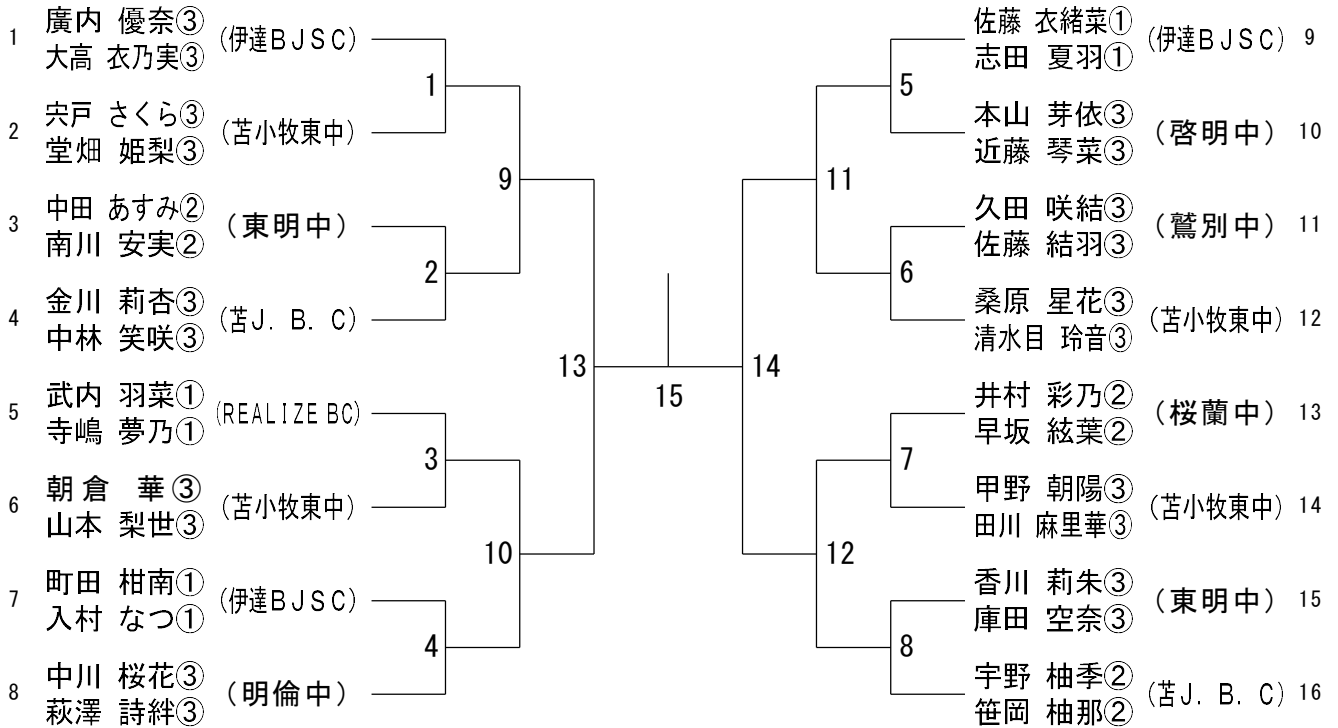 1 廣内 優奈③ (伊達BJSC)
大高 衣乃実③
1
2 宍戸 さくら③ (苫小牧東中)
堂畑 姫梨③
9
3 中田 あすみ② (東明中)
南川 安実②
2
4 金川 莉杏③ (苫J. B. C)
中林 笑咲③
13
5 武内 羽菜① (REALIZE BC)
寺嶋 夢乃①
3
6 朝倉 華③ (苫小牧東中)
山本 梨世③
10
7 町田 柑南① (伊達BJSC)
入村 なつ①
4
8 中川 桜花③ (明倫中)
萩澤 詩絆③
15
佐藤 衣緒菜① (伊達BJSC) 9
志田 夏羽①
5
本山 芽依③ (啓明中) 10
近藤 琴菜③
11
久田 咲結③ (鷲別中) 11
佐藤 結羽③
6
桑原 星花③ (苫小牧東中) 12
清水目 玲音③
14
井村 彩乃② (桜蘭中) 13
早坂 絃葉②
7
甲野 朝陽③ (苫小牧東中) 14
田川 麻里華③
12
香川 莉朱③ (東明中) 15
庫田 空奈③
8
宇野 柚季② (苫J. B. C) 16
笹岡 柚那②